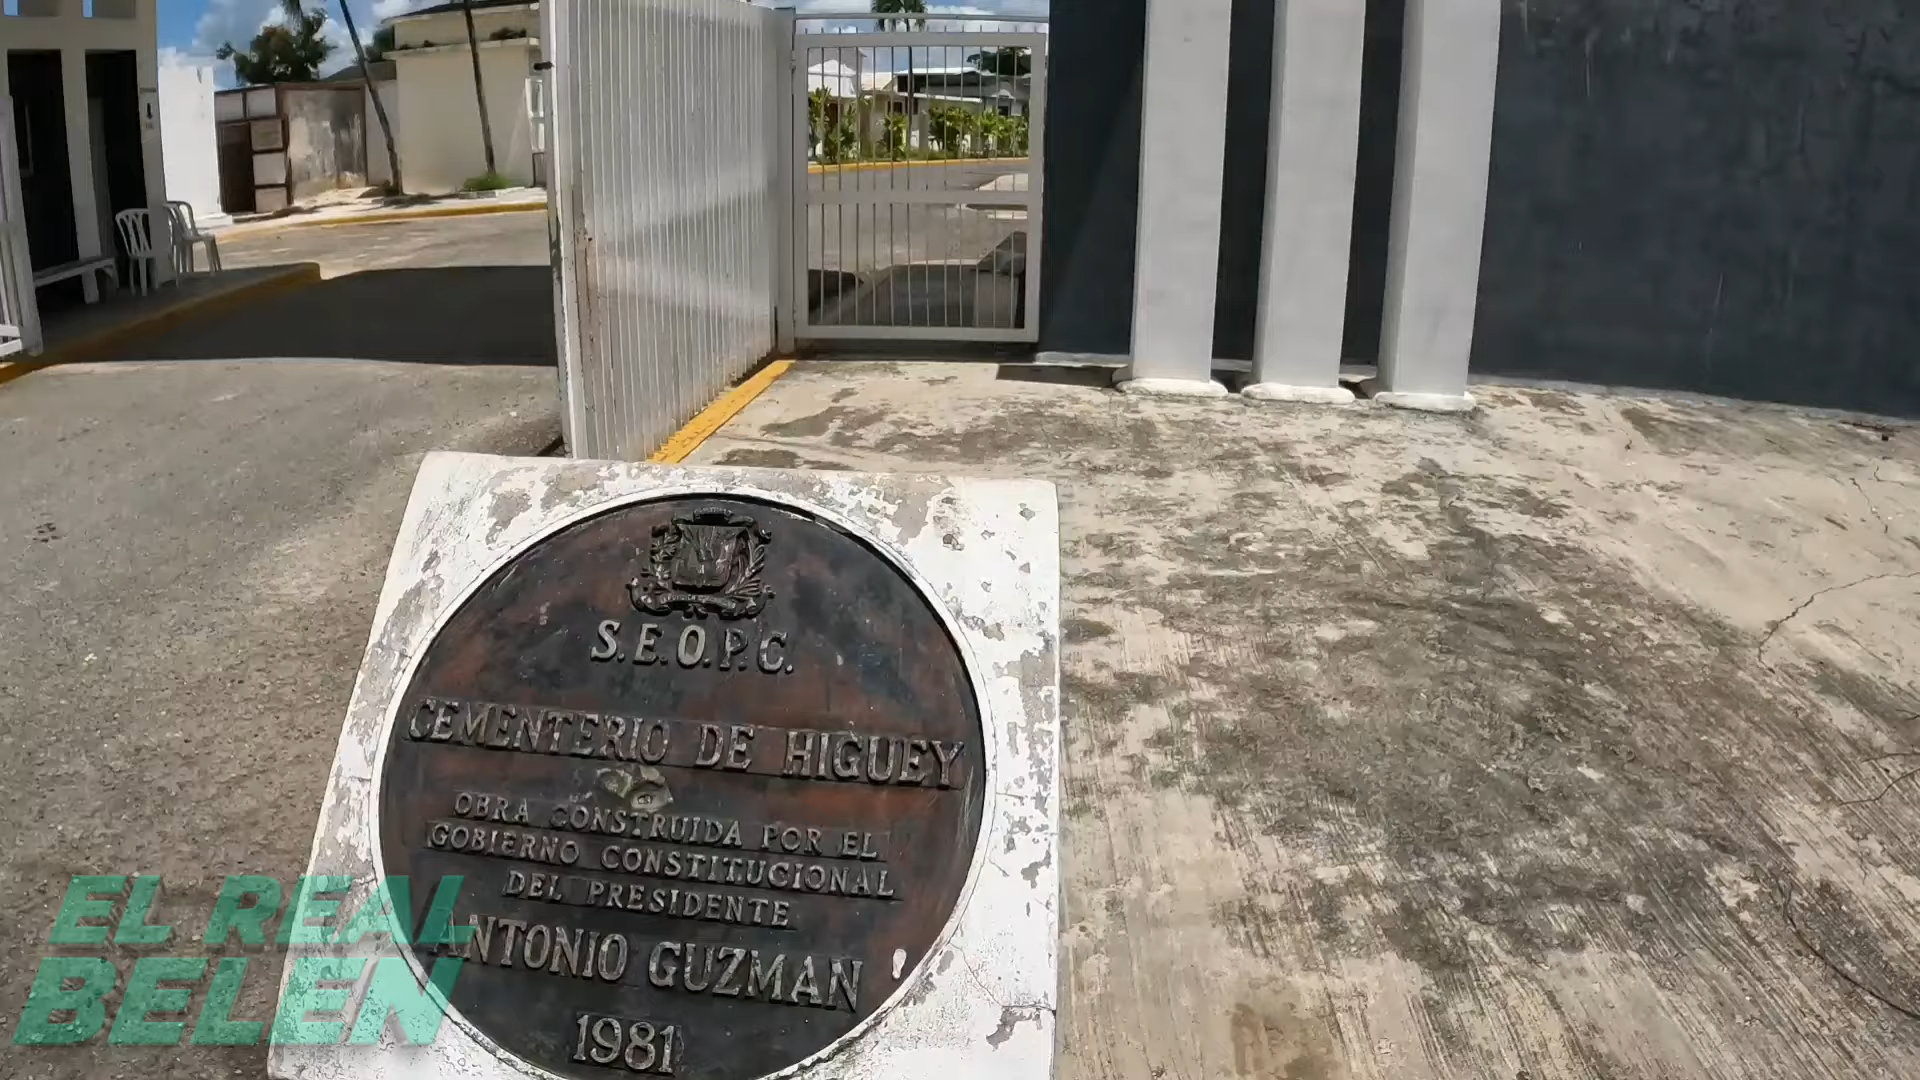 S.E.O.P.C.
CEMENTERIO DE HIGUEY
OBRA CONSTRUIDA POR EL
GOBIERNO CONSTITUCIONAL
DEL PRESIDENTE
ANTONIO GUZMAN
1981
EL REAL
BELEN